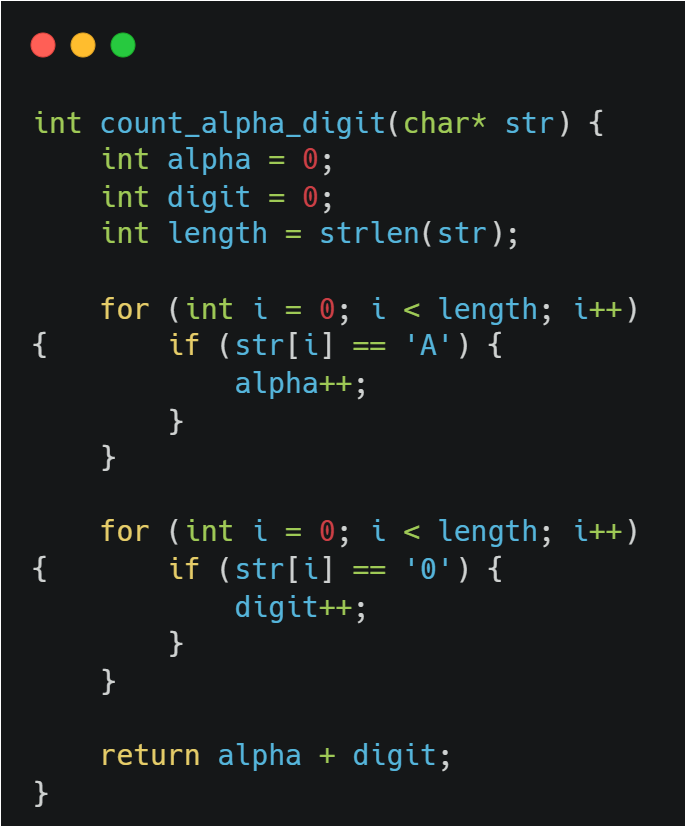 int count_alpha_digit(char* str) {
    int alpha = 0;
    int digit = 0;
    int length = strlen(str);

    for (int i = 0; i < length; i++)
{       if (str[i] == 'A') {
            alpha++;
        }
    }

    for (int i = 0; i < length; i++)
{       if (str[i] == '0') {
            digit++;
        }
    }

    return alpha + digit;
}